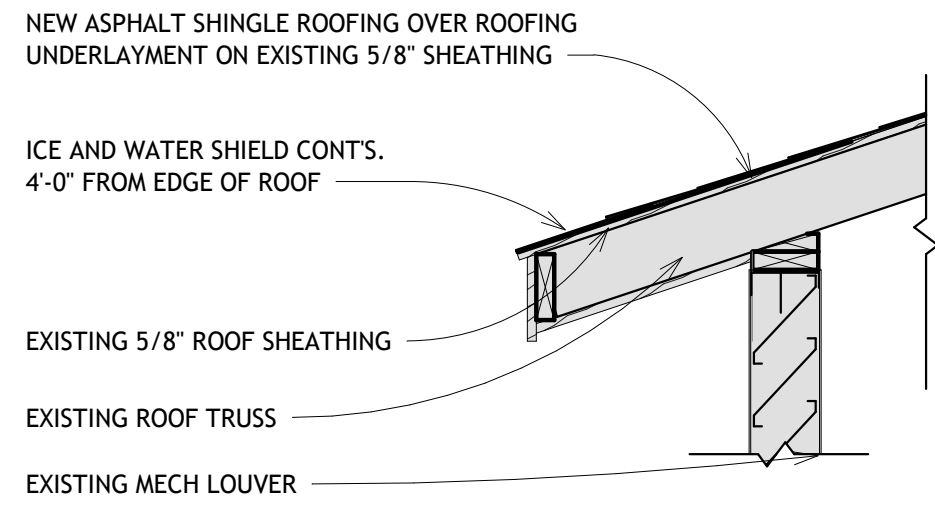 NEW ASPHALT SHINGLE ROOFING OVER ROOFING
UNDERLAYMENT ON EXISTING 5/8" SHEATHING
ICE AND WATER SHIELD CONT'S.
4'-0" FROM EDGE OF ROOF
EXISTING 5/8" ROOF SHEATHING
EXISTING ROOF TRUSS
EXISTING MECH LOUVER